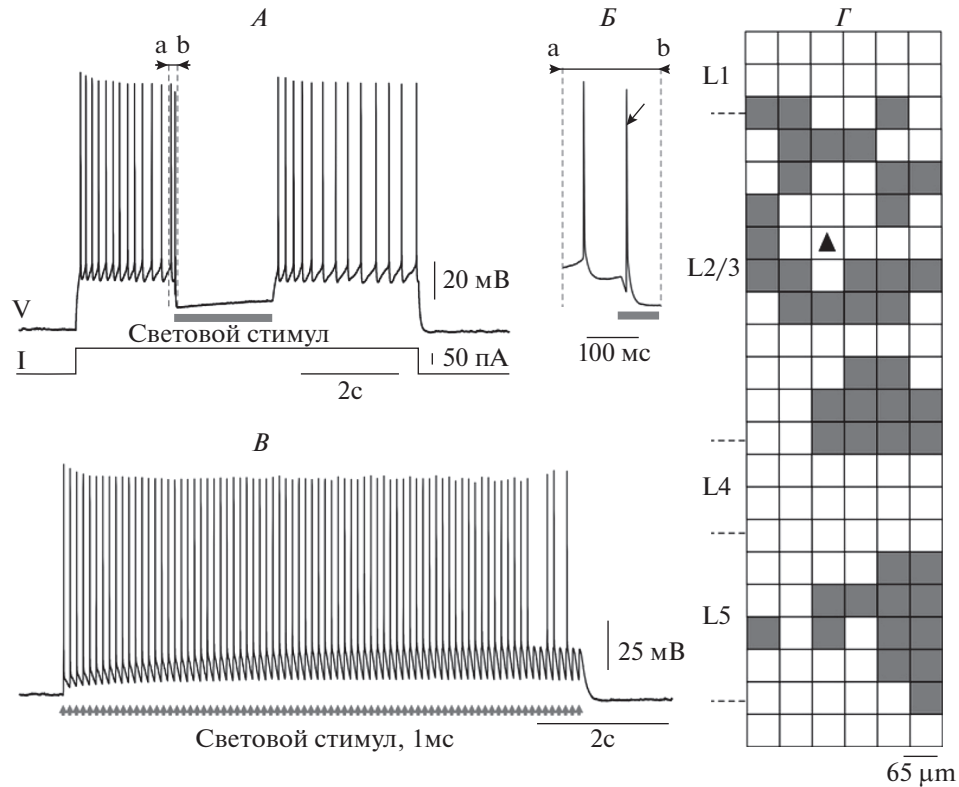 А
a b
20 мВ
V
Световой стимул
I
50 пА
2с
Б
a b
100 мс
В
25 мВ
Световой стимул, 1мс
2с
Г
L1
L2/3
L4
L5
65 µm